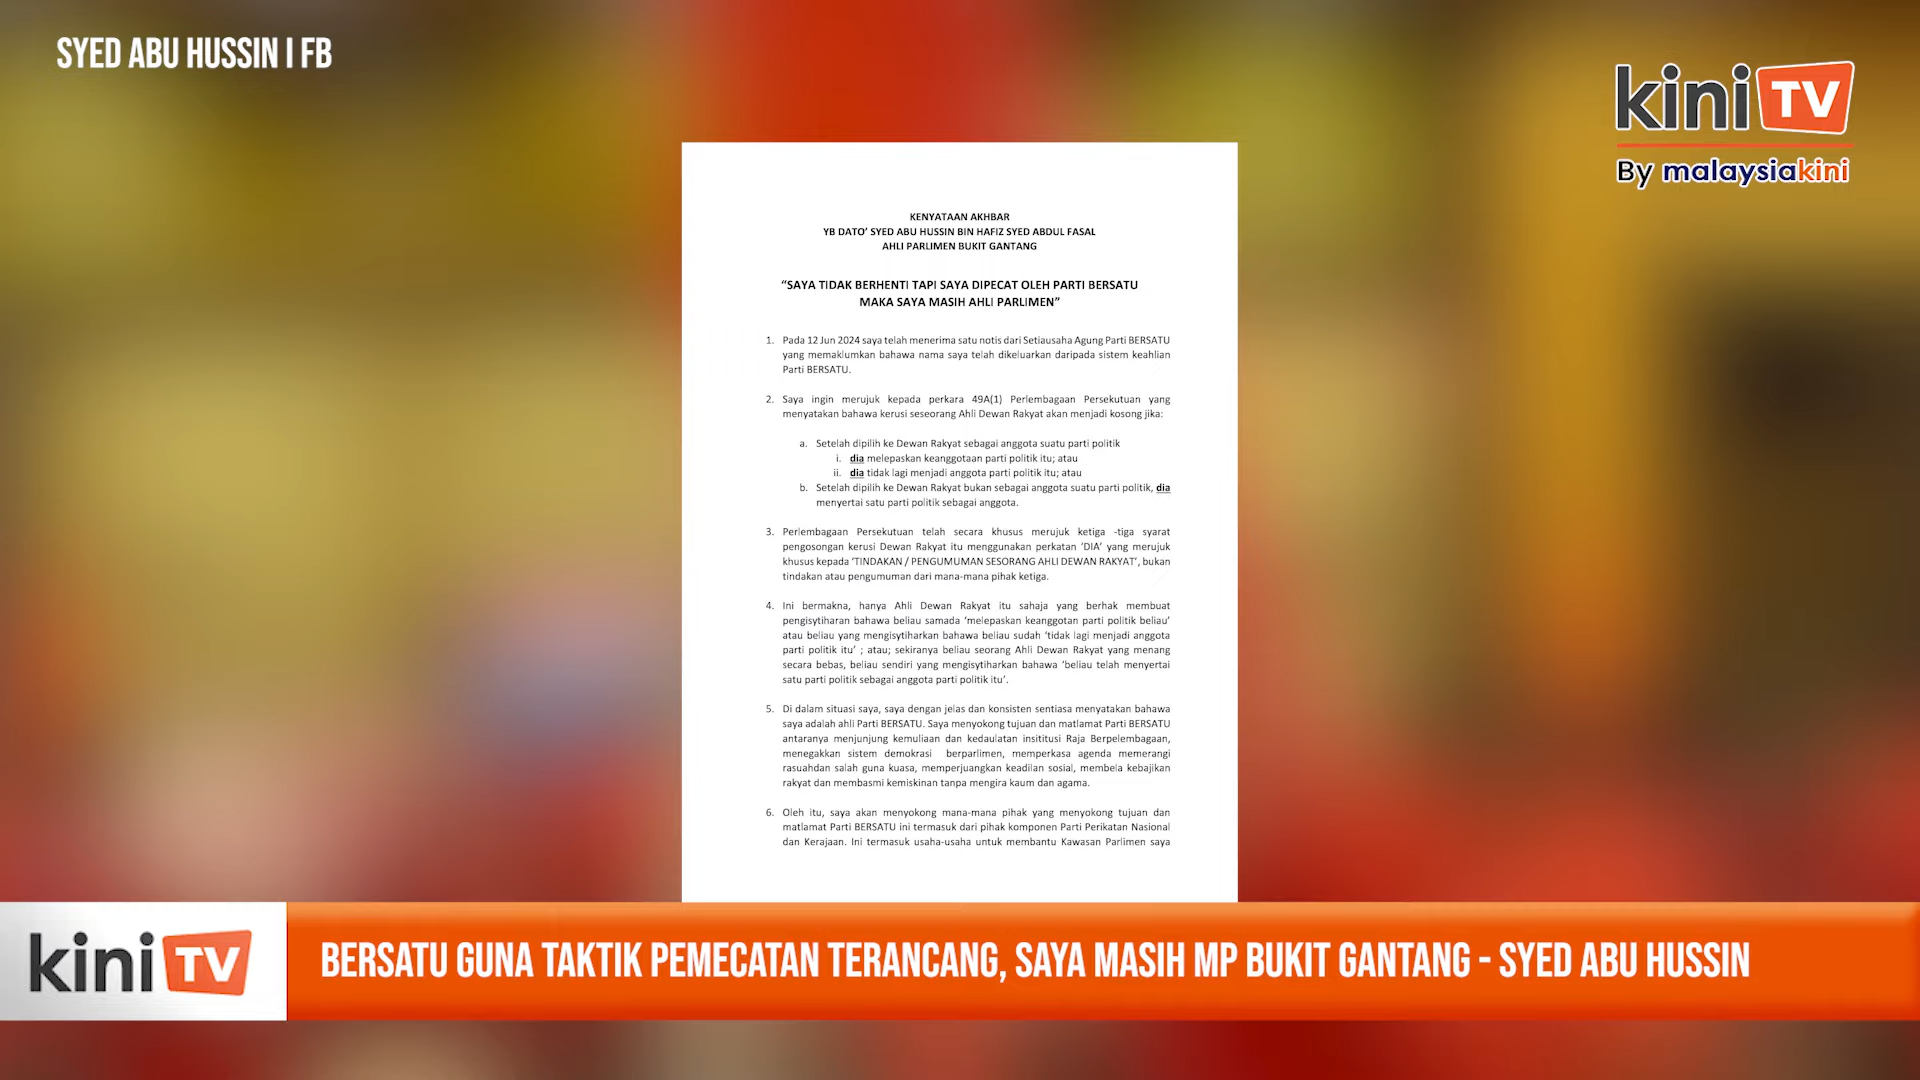 SYED ABU HUSSIN I FB
kini TV
By malaysiakini
KENYATAAN AKHBAR
YB DATO’ SYED ABU HUSSIN BIN HAFIZ SYED ABDUL FASAL
AHLI PARLIMEN BUKIT GANTANG
“SAYA TIDAK BERHENTI TAPI SAYA DIPECAT OLEH PARTI BERSATU
MAKA SAYA MASIH AHLI PARLIMEN”
1. Pada 12 Jun 2024 saya telah menerima satu notis dari Setiausaha Agung Parti BERSATU
yang memaklumkan bahawa nama saya telah dikeluarkan daripada sistem keahlian
Parti BERSATU.
2. Saya ingin merujuk kepada perkara 49A(1) Perlembagaan Persekutuan yang
menyatakan bahawa kerusi seseorang Ahli Dewan Rakyat akan menjadi kosong jika:
a. Setelah dipilih ke Dewan Rakyat sebagai anggota suatu parti politik
i. dia melepaskan keanggotaan parti politik itu; atau
ii. dia tidak lagi menjadi anggota parti politik itu; atau
b. Setelah dipilih ke Dewan Rakyat bukan sebagai anggota suatu parti politik, dia
menyertai satu parti politik sebagai anggota.
3. Perlembagaan Persekutuan telah secara khusus merujuk ketiga -tiga syarat
pengosongan kerusi Dewan Rakyat itu menggunakan perkatan ‘DIA’ yang merujuk
khusus kepada ‘TINDAKAN / PENGUMUMAN SESORANG AHLI DEWAN RAKYAT’, bukan
tindakan atau pengumuman dari mana-mana pihak ketiga.
4. Ini bermakna, hanya Ahli Dewan Rakyat itu sahaja yang berhak membuat
pengisytiharan bahawa beliau samada ‘melepaskan keanggotan parti politik beliau’
atau beliau yang mengisytiharkan bahawa beliau sudah ‘tidak lagi menjadi anggota
parti politik itu’ ; atau; sekiranya beliau seorang Ahli Dewan Rakyat yang menang
secara bebas, beliau sendiri yang mengisytiharkan bahawa ‘beliau telah menyertai
satu parti politik sebagai anggota parti politik itu’.
5. Di dalam situasi saya, saya dengan jelas dan konsisten sentiasa menyatakan bahawa
saya adalah ahli Parti BERSATU. Saya menyokong tujuan dan matlamat Parti BERSATU
antaranya menjunjung kemuliaan dan kedaulatan insititusi Raja Berpelembagaan,
menegakkan sistem demokrasi berparlimen, memperkasa agenda memerangi
rasuahdan salah guna kuasa, memperjuangkan keadilan sosial, membela kebajikan
rakyat dan membasmi kemiskinan tanpa mengira kaum dan agama.
6. Oleh itu, saya akan menyokong mana-mana pihak yang menyokong tujuan dan
matlamat Parti BERSATU ini termasuk dari pihak komponen Parti Perikatan Nasional
dan Kerajaan. Ini termasuk usaha-usaha untuk membantu Kawasan Parlimen saya
kini TV
BERSATU GUNA TAKTIK PEMECATAN TERANCANG, SAYA MASIH MP BUKIT GANTANG - SYED ABU HUSSIN